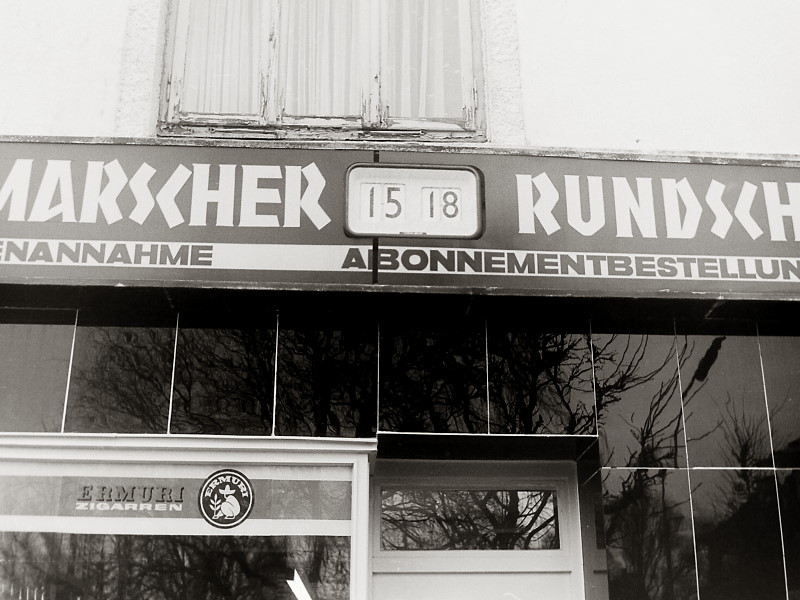 MARSCHER 15 18 RUNDSCH
ENANNAHME ABONNEMENTBESTELLUN
ERMURI
ZIGARREN
ERMURI